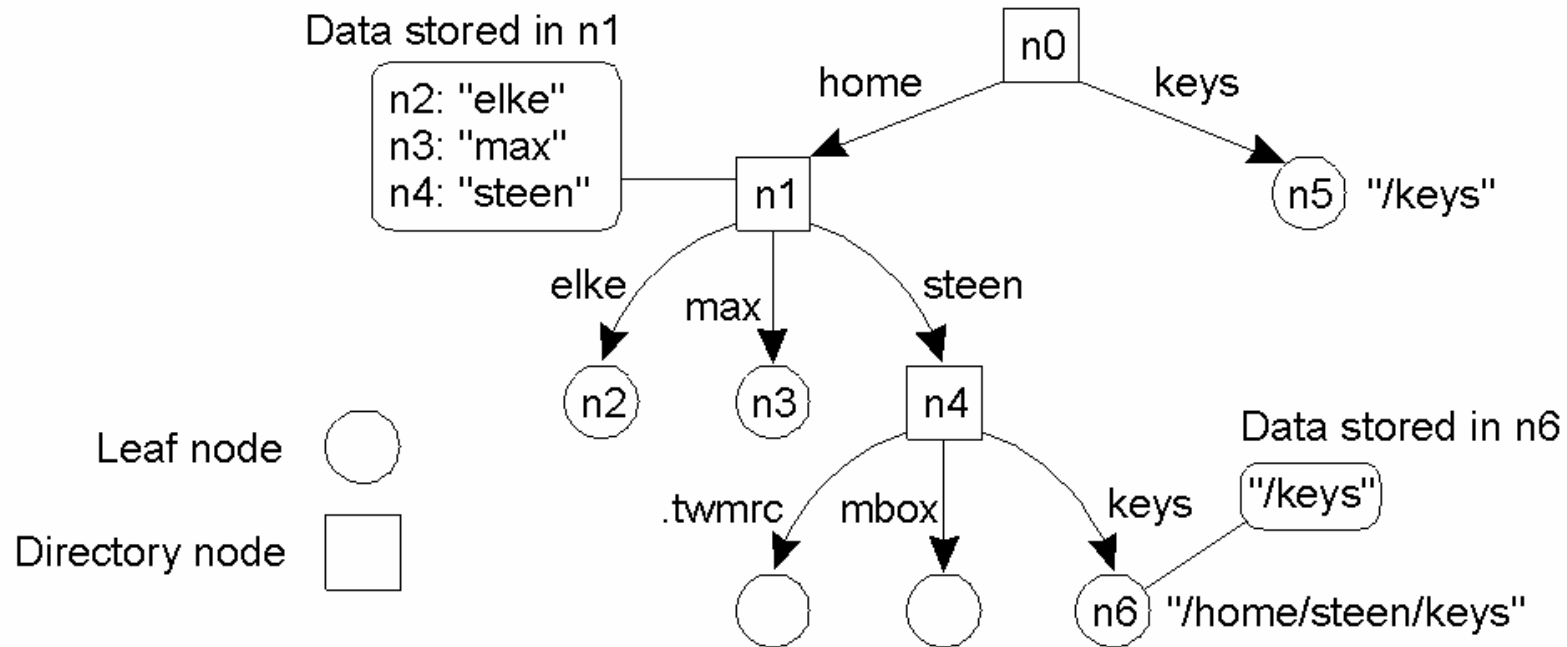 Data stored in n1
n2: "elke"
n3: "max"
n4: "steen"
n0
home
keys
n1
n5
"/keys"
elke
max
steen
n2
n3
n4
Leaf node
Directory node
Data stored in n6
"/keys"
.twmrc
mbox
keys
n6
"/home/steen/keys"